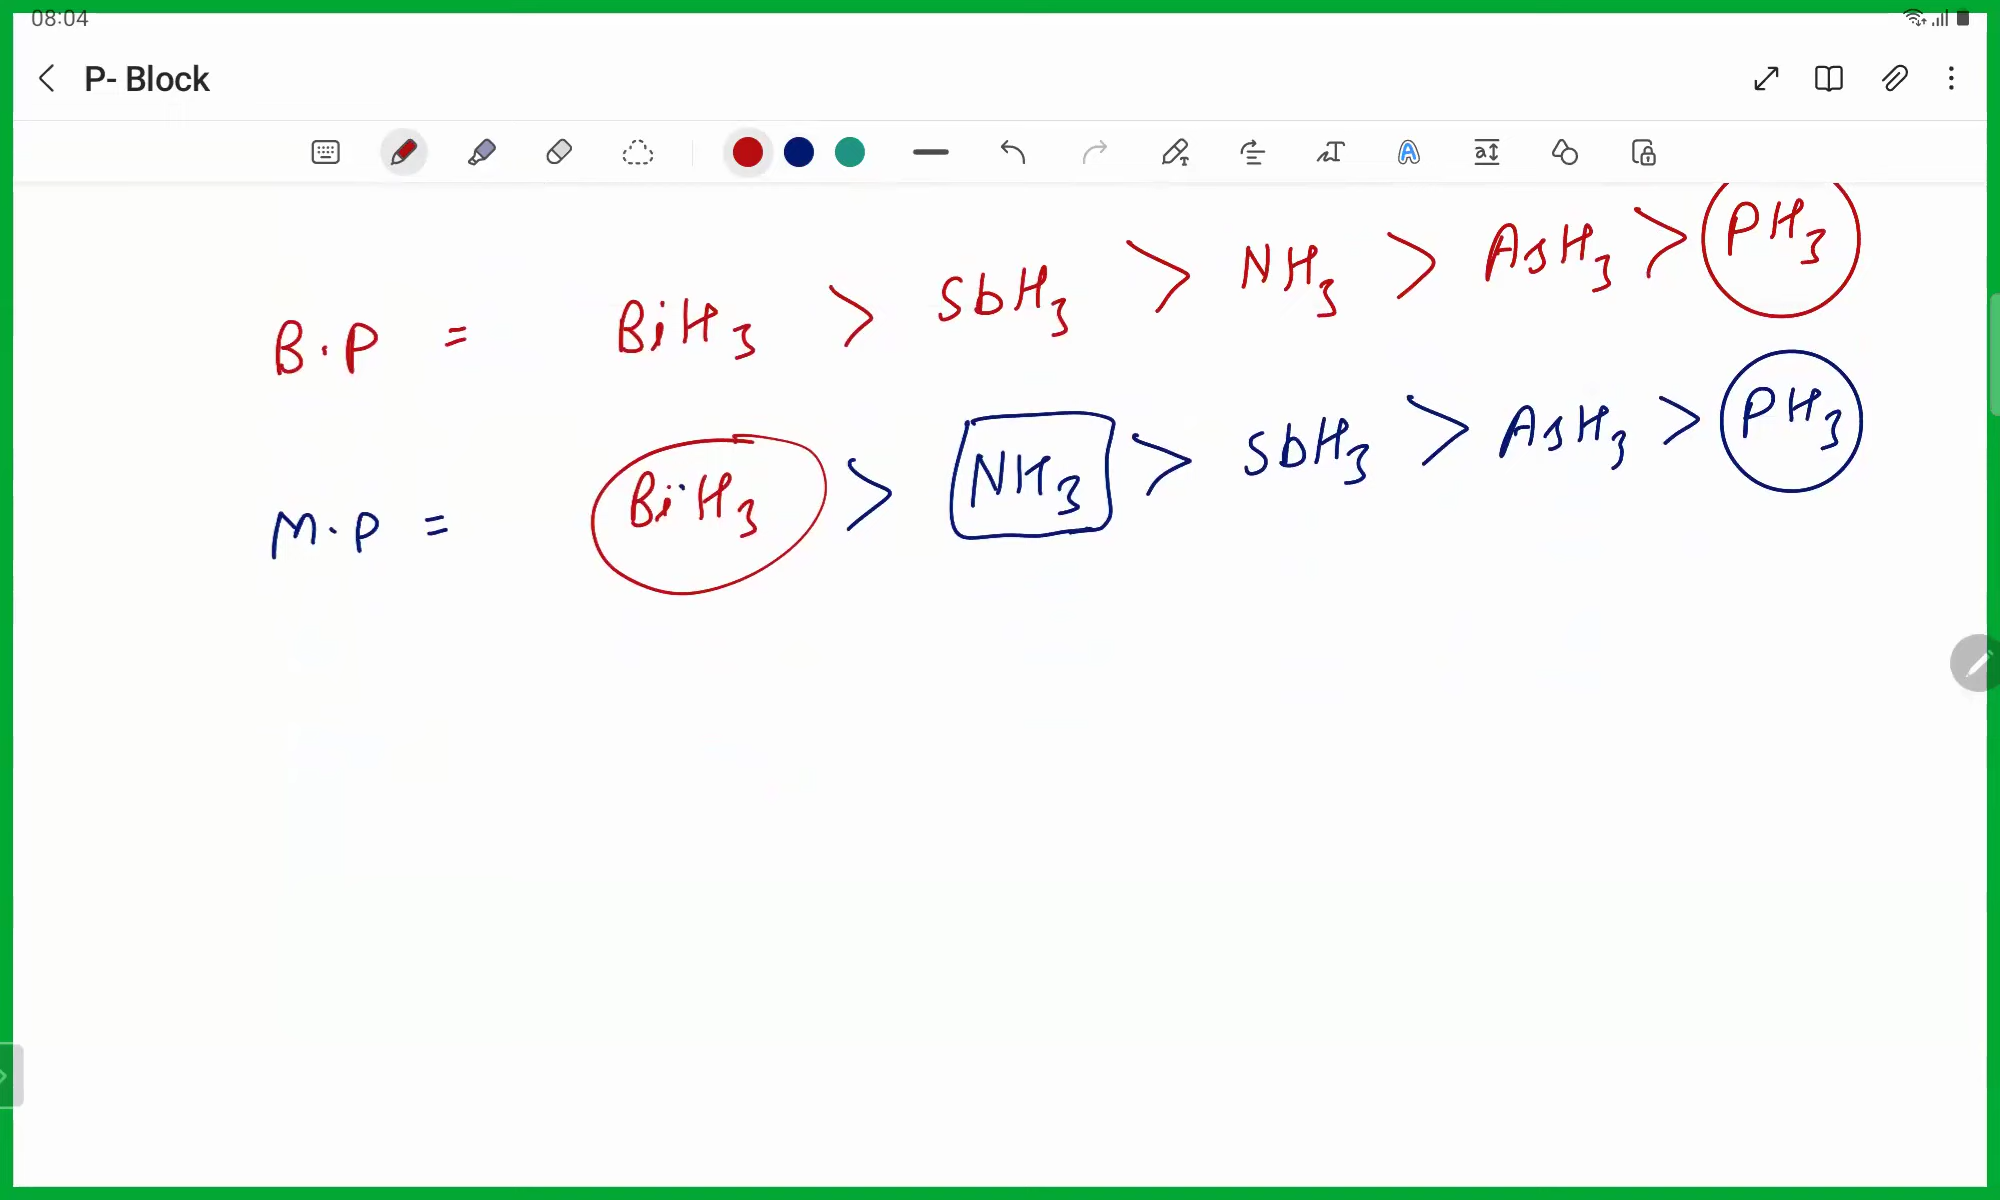 08:04
P- Block
B.P = BiH3 > SbH3 > NH3 > AsH3 > PH3
M.P = BiH3 > NH3 > SbH3 > AsH3 > PH3